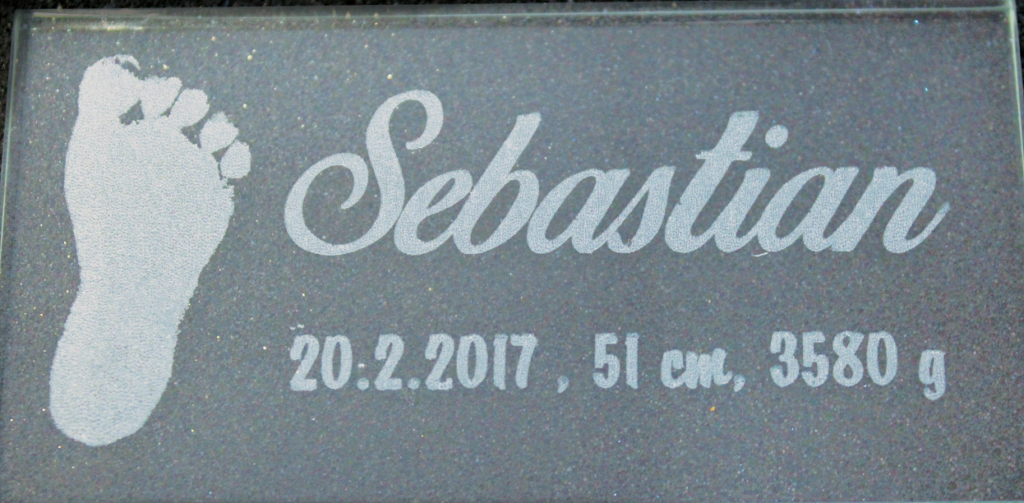 Sebastian
20.2.2017, 51 cm, 3580 g